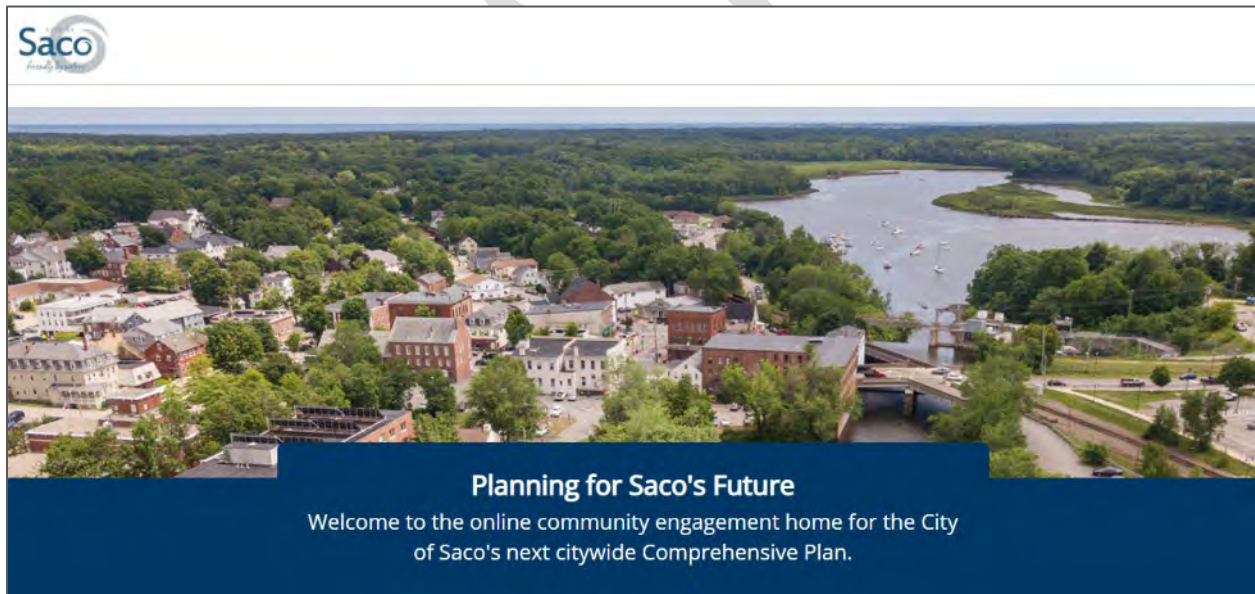 Saco
Planning for Saco's Future
Welcome to the online community engagement home for the City
of Saco's next citywide Comprehensive Plan.